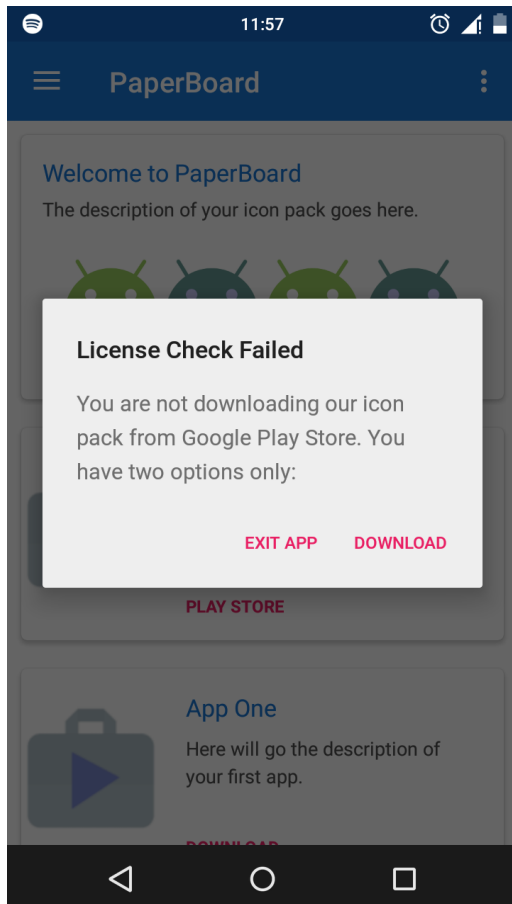 11:57
PaperBoard
Welcome to PaperBoard
The description of your icon pack goes here.
License Check Failed
You are not downloading our icon
pack from Google Play Store. You
have two options only:
EXIT APP DOWNLOAD
PLAY STORE
App One
Here will go the description of
your first app.
DOWNLOAD